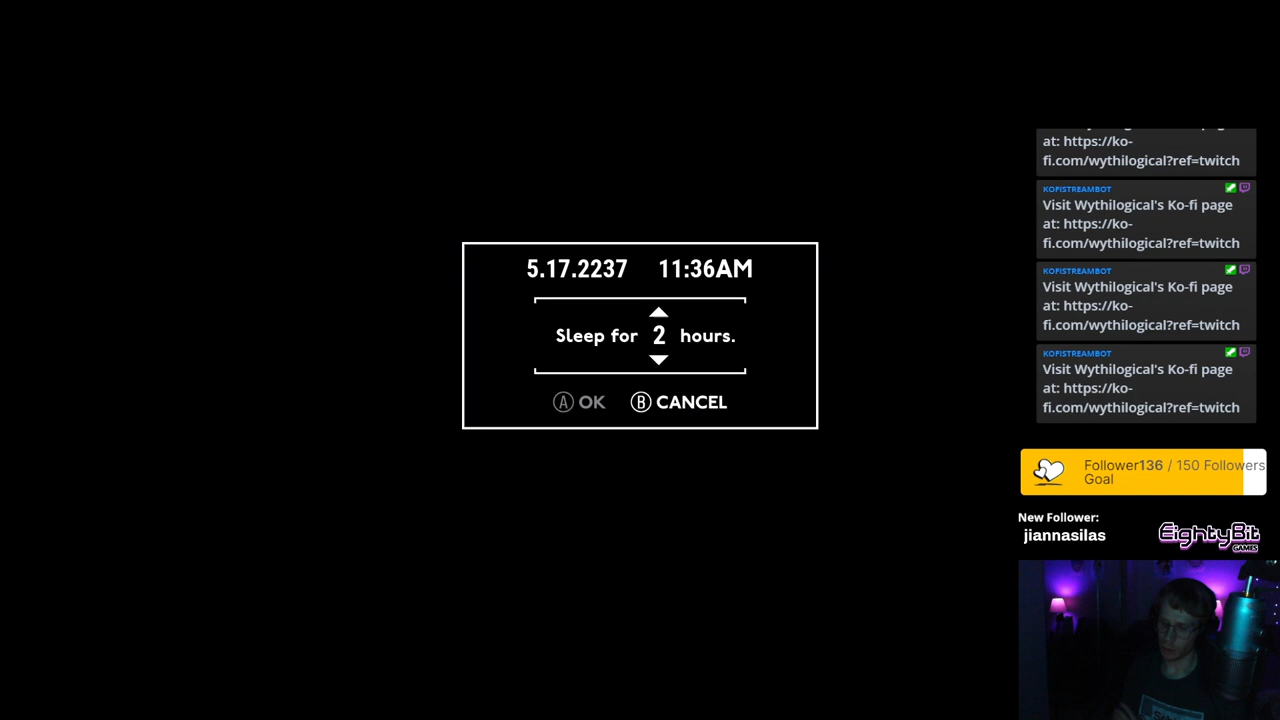 5.17.2237 11:36AM
Sleep for 2 hours.
A OK B CANCEL
at: https://ko-
fi.com/wythilogical?ref=twitch
KOFISTREAMBOT
Visit Wythilogical's Ko-fi page
at: https://ko-
fi.com/wythilogical?ref=twitch
KOFISTREAMBOT
Visit Wythilogical's Ko-fi page
at: https://ko-
fi.com/wythilogical?ref=twitch
KOFISTREAMBOT
Visit Wythilogical's Ko-fi page
at: https://ko-
fi.com/wythilogical?ref=twitch
Follower136 / 150 Followers
Goal
New Follower:
jiannasilas
EightyBit
GAMES